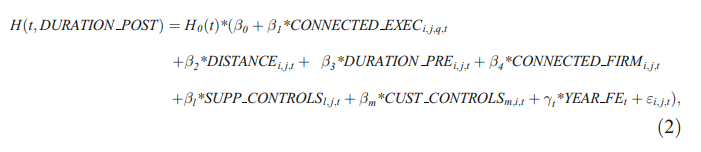 H(t, DURATION_POST) = H₀(t)*(β₀ + β₁*CONNECTED_EXECᵢ,ⱼ,q,ₜ
+β₂*DISTANCEᵢ,ⱼ,ₜ + β₃*DURATION_PREᵢ,ⱼ,ₜ + β₄*CONNECTED_FIRMᵢ,ⱼ,ₜ
+βₗ*SUPP_CONTROLSₗ,ⱼ,ₜ + βₘ*CUST_CONTROLSₘ,ᵢ,ₜ + γₜ*YEAR_FEₜ + εᵢ,ⱼ,ₜ),
(2)